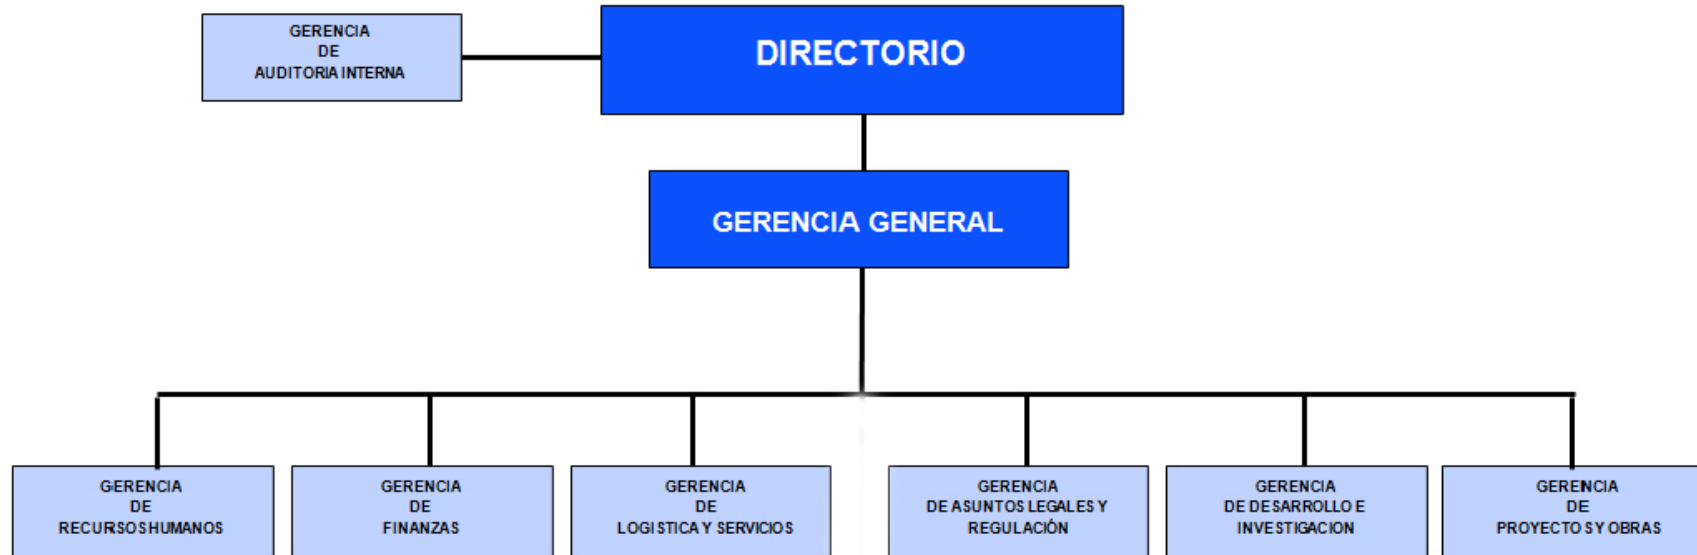 GERENCIA
DE
AUDITORIA INTERNA
DIRECTORIO
GERENCIA GENERAL
GERENCIA
DE
RECURSOS HUMANOS
GERENCIA
DE
FINANZAS
GERENCIA
DE
LOGISTICA Y SERVICIOS
GERENCIA
DE ASUNTOS LEGALES Y
REGULACIÓN
GERENCIA
DE DESARROLLO E
INVESTIGACION
GERENCIA
DE
PROYECTOS Y OBRAS